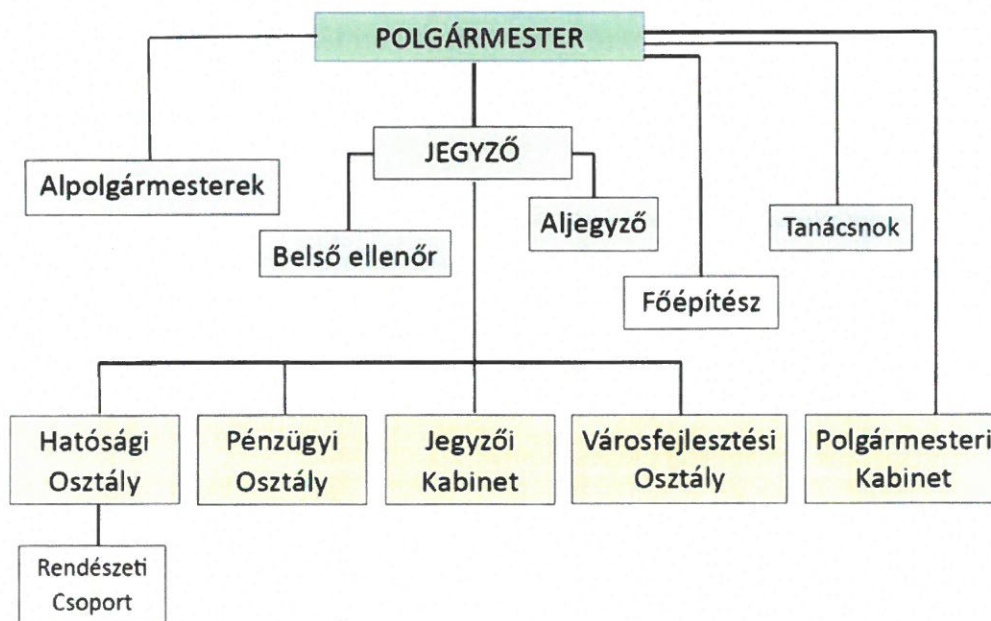 POLGÁRMESTER
JEGYZŐ
Alpolgármesterek
Belső ellenőr
Aljegyző
Tanácsnok
Főépítész
Hatósági
Osztály
Pénzügyi
Osztály
Jegyzői
Kabinet
Városfejlesztési
Osztály
Polgármesteri
Kabinet
Rendészeti
Csoport